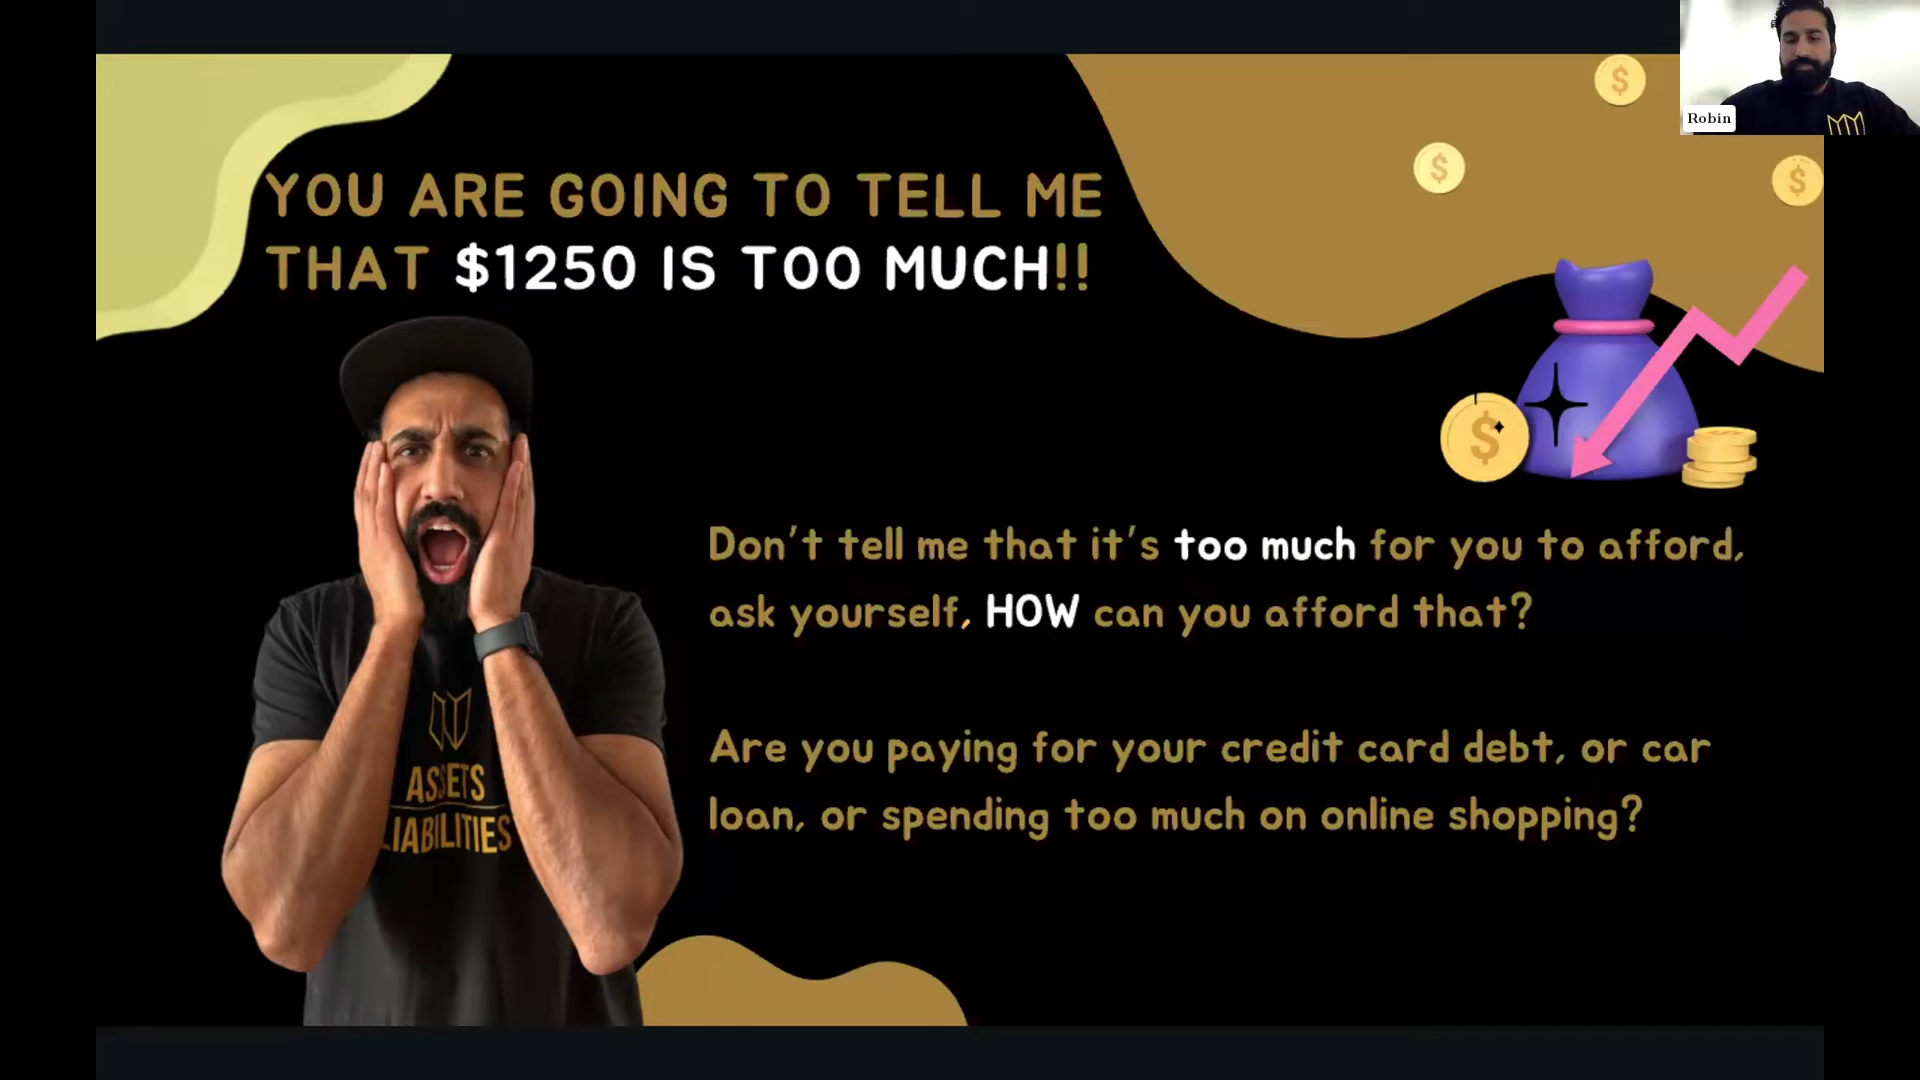 Robin
YOU ARE GOING TO TELL ME
THAT $1250 IS TOO MUCH!!
Don't tell me that it's too much for you to afford,
ask yourself, HOW can you afford that?
Are you paying for your credit card debt, or car
loan, or spending too much on online shopping?
ASSETS
LIABILITIES
$
$
$
$